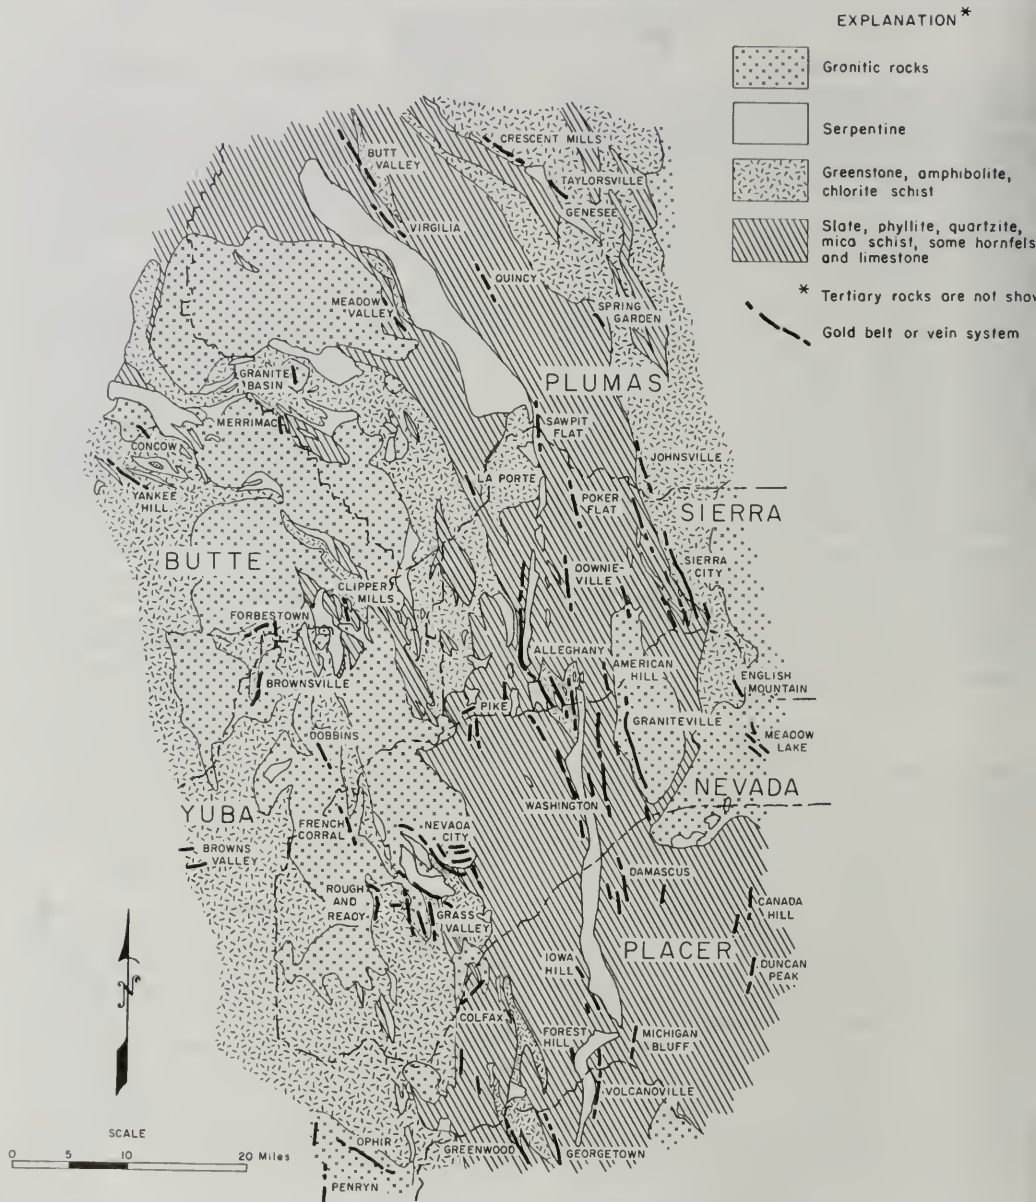 EXPLANATION *
Granitic rocks
Serpentine
Greenstone, amphibolite,
chlorite schist
Slate, phyllite, quartzite,
mica schist, some hornfels
and limestone
* Tertiary rocks are not show
Gold belt or vein system
CRESCENT MILLS
BUTT
VALLEY
TAYLORSVILLE
GENESEE
VIRGILIA
QUINCY
MEADOW
VALLEY
SPRING
GARDEN
GRANITE
BASIN
PLUMAS
MERRIMAC
SAWPIT
FLAT
CONCOW
JOHNSVILLE
LA PORTE
YANKEE
HILL
POKER
FLAT
SIERRA
BUTTE
DOWNIE-
VILLE
SIERRA
CITY
CLIPPER
MILLS
FORBESTOWN
ALLEGHANY
AMERICAN
HILL
ENGLISH
MOUNTAIN
BROWNSVILLE
PIKE
GRANITEVILLE
DOBBINS
MEADOW
LAKE
NEVADA
WASHINGTON
YUBA
FRENCH
CORRAL
NEVADA
CITY
BROWNS
VALLEY
DAMASCUS
ROUGH
AND
READY
GRASS
VALLEY
CANADA
HILL
PLACER
IOWA
HILL
DUNCAN
PEAK
COLFAX
FOREST
HILL
MICHIGAN
BLUFF
VOLCANOVILLE
N
SCALE
0 5 10 20 Miles
OPHIR
GREENWOOD
GEORGETOWN
PENRYN